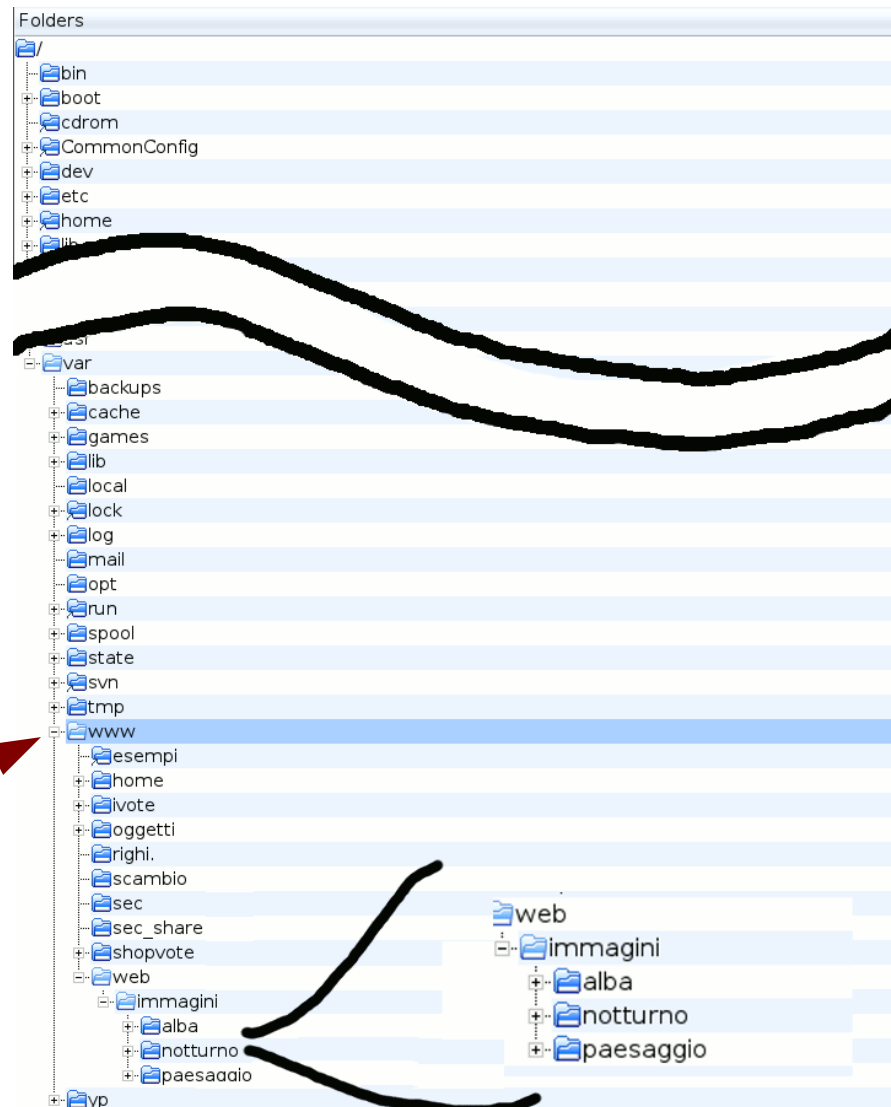 Folders
/
bin
boot
cdrom
CommonConfig
dev
etc
home
lib
usr
var
backups
cache
games
lib
local
lock
log
mail
opt
run
spool
state
svn
tmp
www
esempi
home
ivote
oggetti
righi.
scambio
sec
sec_share
shopvote
web
immagini
alba
notturno
paesaggio
yp
web
immagini
alba
notturno
paesaggio